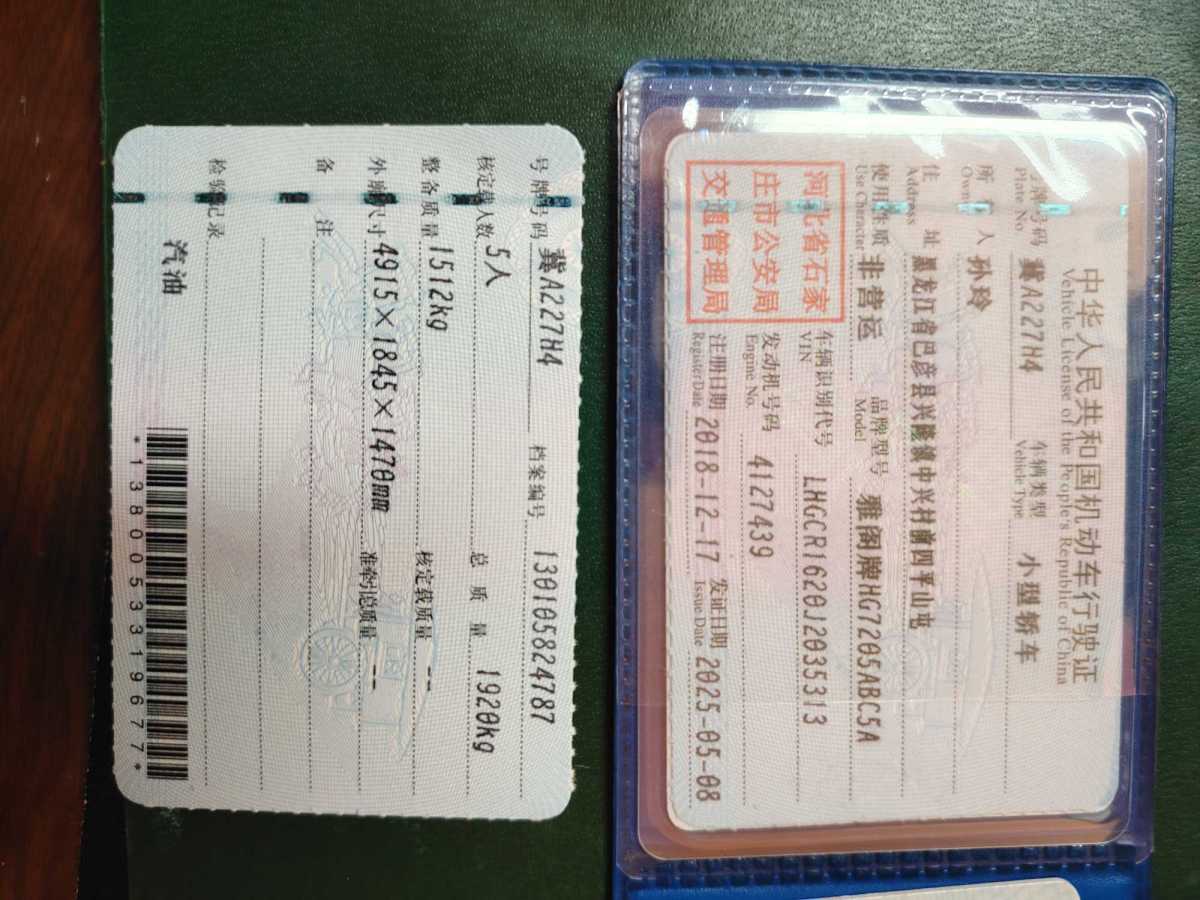 中华人民共和国机动车行驶证
Vehicle License of the People's Republic of China
号牌号码 冀A227H4 车辆类型 小型轿车
Plate No. Vehicle Type
所有人 孙玲
Owner
住址 黑龙江省巴彦县兴隆镇中兴村前四平山屯
Address
使用性质 非营运 品牌型号 雅阁牌HG7205ABC5A
Use Character Model
河北省石家
庄市公安局
交通管理局
车辆识别代号 LHGCR1620J2035313
VIN
发动机号码 4127439
Engine No.
注册日期 2018-12-17 发证日期 2025-05-08
Register Date Issue Date
号牌号码 冀A227H4 档案编号 130105824787
核定载人数 5人 总质量 1920kg
整备质量 1512kg 核定载质量 --
外廓尺寸 4915×1845×1470mm 准牵引总质量 --
备注
检验记录
汽油
*1380053319677*